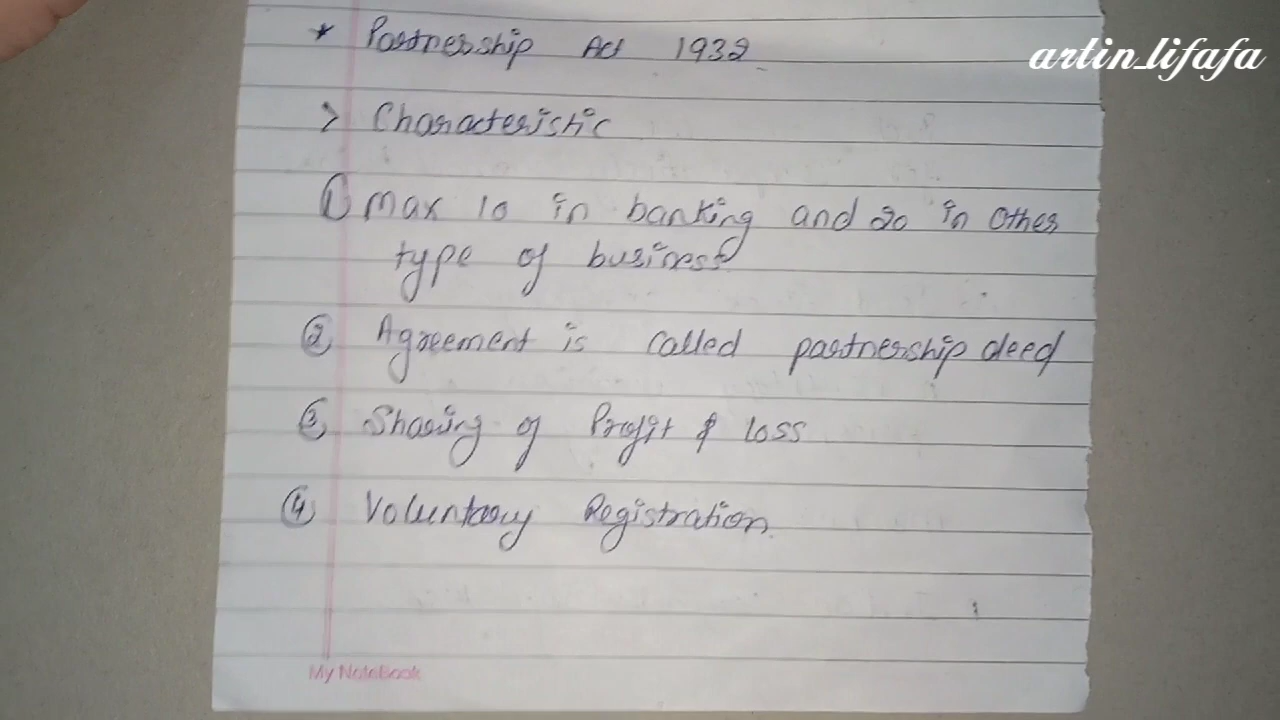 * Partnership Act 1932
artin_lifafa
> Characteristic
① Max 10 in banking and 20 in other
type of business
② Agreement is called partnership deed
③ Sharing of Profit & loss
④ Voluntary Registration.
My NoteBook